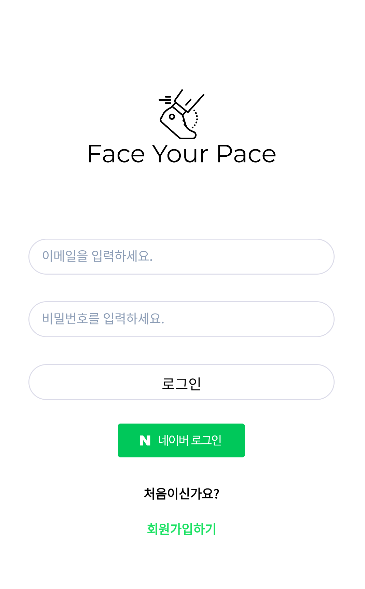 Face Your Pace
이메일을 입력하세요.
비밀번호를 입력하세요.
로그인
N 네이버 로그인
처음이신가요?
회원가입하기